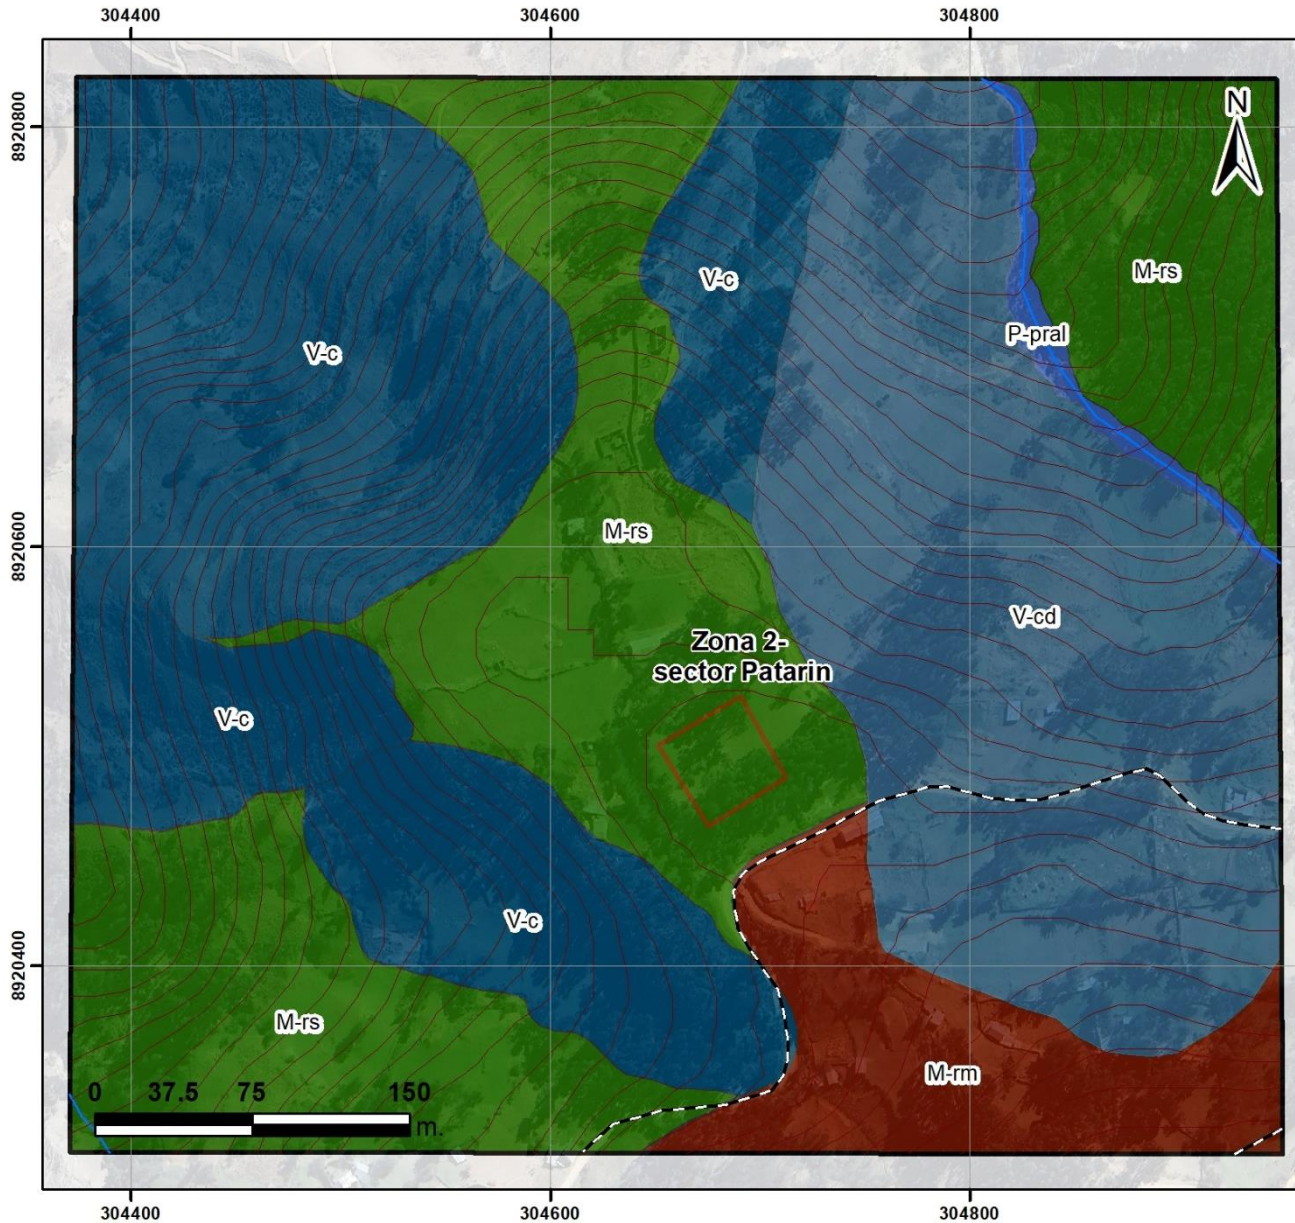 304400
304600
304800
8920800
N
V-c
M-rs
P-pral
V-c
8920600
M-rs
V-cd
Zona 2-
sector Patarin
V-c
V-c
8920400
M-rs
M-rm
0 37.5 75 150
m.
304400
304600
304800